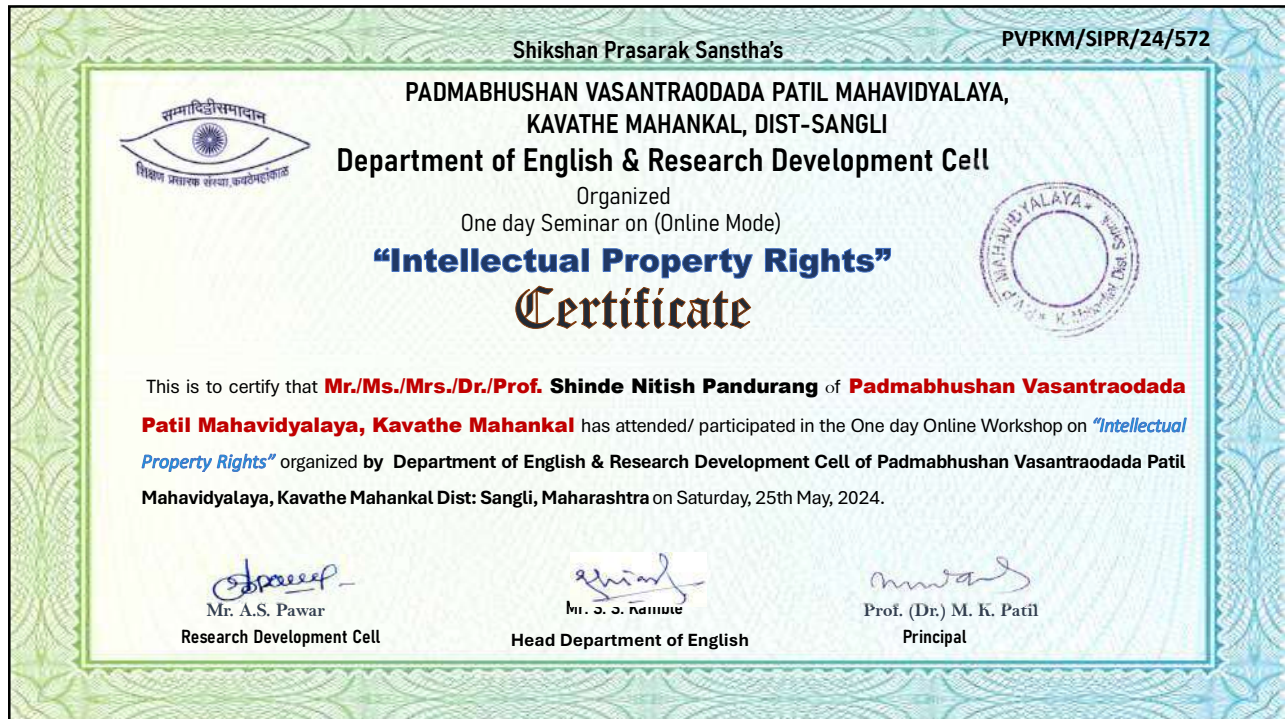 PVPKM/SIPR/24/572
Shikshan Prasarak Sanstha's
PADMABHUSHAN VASANTRAODADA PATIL MAHAVIDYALAYA,
KAVATHE MAHANKAL, DIST-SANGLI
Department of English & Research Development Cell
सम्मादिट्ठीसमादान
शिक्षण प्रसारक संस्था, कवठेमहांकाळ
Organized
One day Seminar on (Online Mode)
“Intellectual Property Rights”
Certificate
P.V.P. MAHAVIDYALAYA * K. Dist.
This is to certify that Mr./Ms./Mrs./Dr./Prof. Shinde Nitish Pandurang of Padmabhushan Vasantraodada
Patil Mahavidyalaya, Kavathe Mahankal has attended/ participated in the One day Online Workshop on “Intellectual
Property Rights” organized by Department of English & Research Development Cell of Padmabhushan Vasantraodada Patil
Mahavidyalaya, Kavathe Mahankal Dist: Sangli, Maharashtra on Saturday, 25th May, 2024.
Mr. A.S. Pawar
Research Development Cell
Mr. S. S. Kamble
Head Department of English
Prof. (Dr.) M. K. Patil
Principal